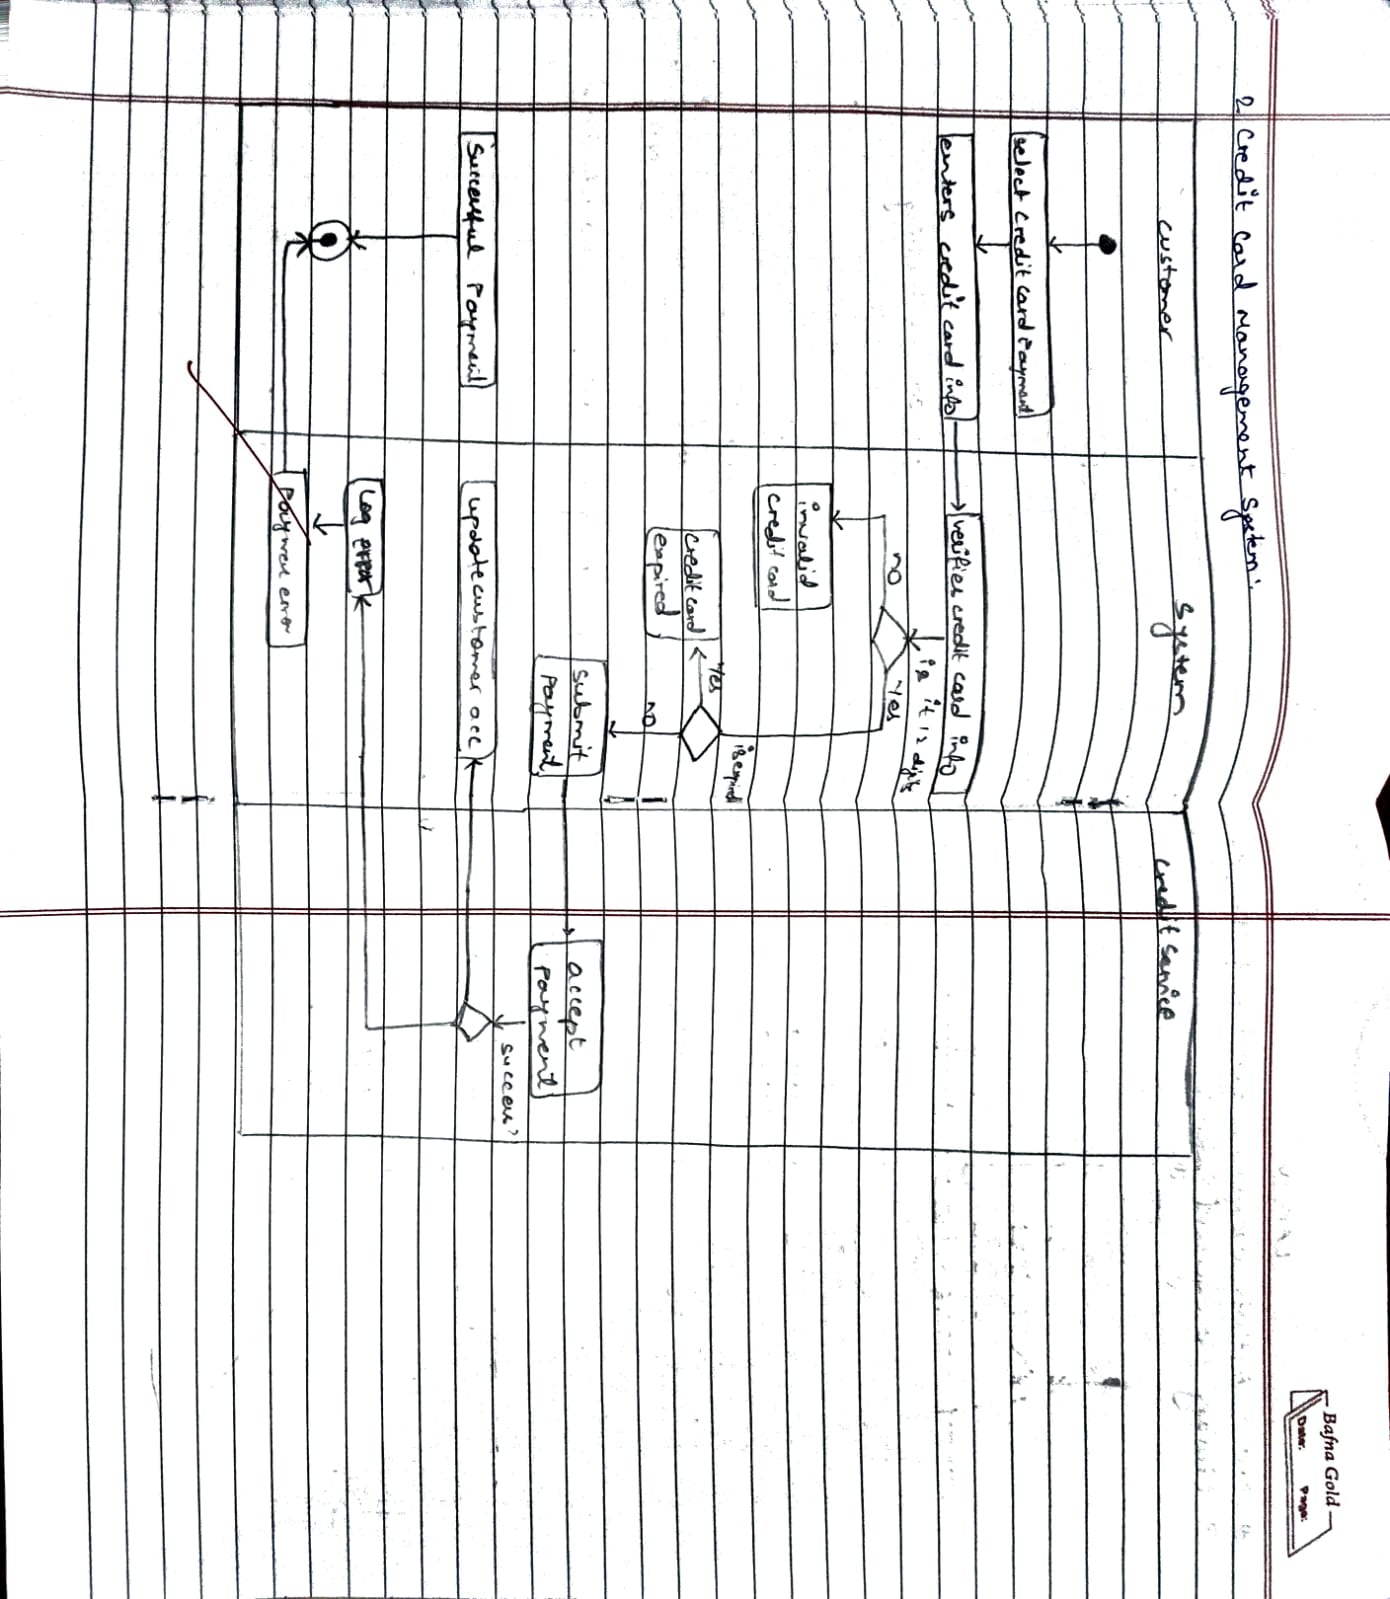 Bafna Gold
Date: Page:
2. Credit Card Management System:
customer
System
credit service
select credit card Payment
enters credit card info
verifies credit card info
is it 12 digit
no
yes
invalid
credit card
is expired
Yes
credit card
expired
NO
submit
payment
accept
payment
success?
Successful Payment
update customer acc
Log error
Payment error